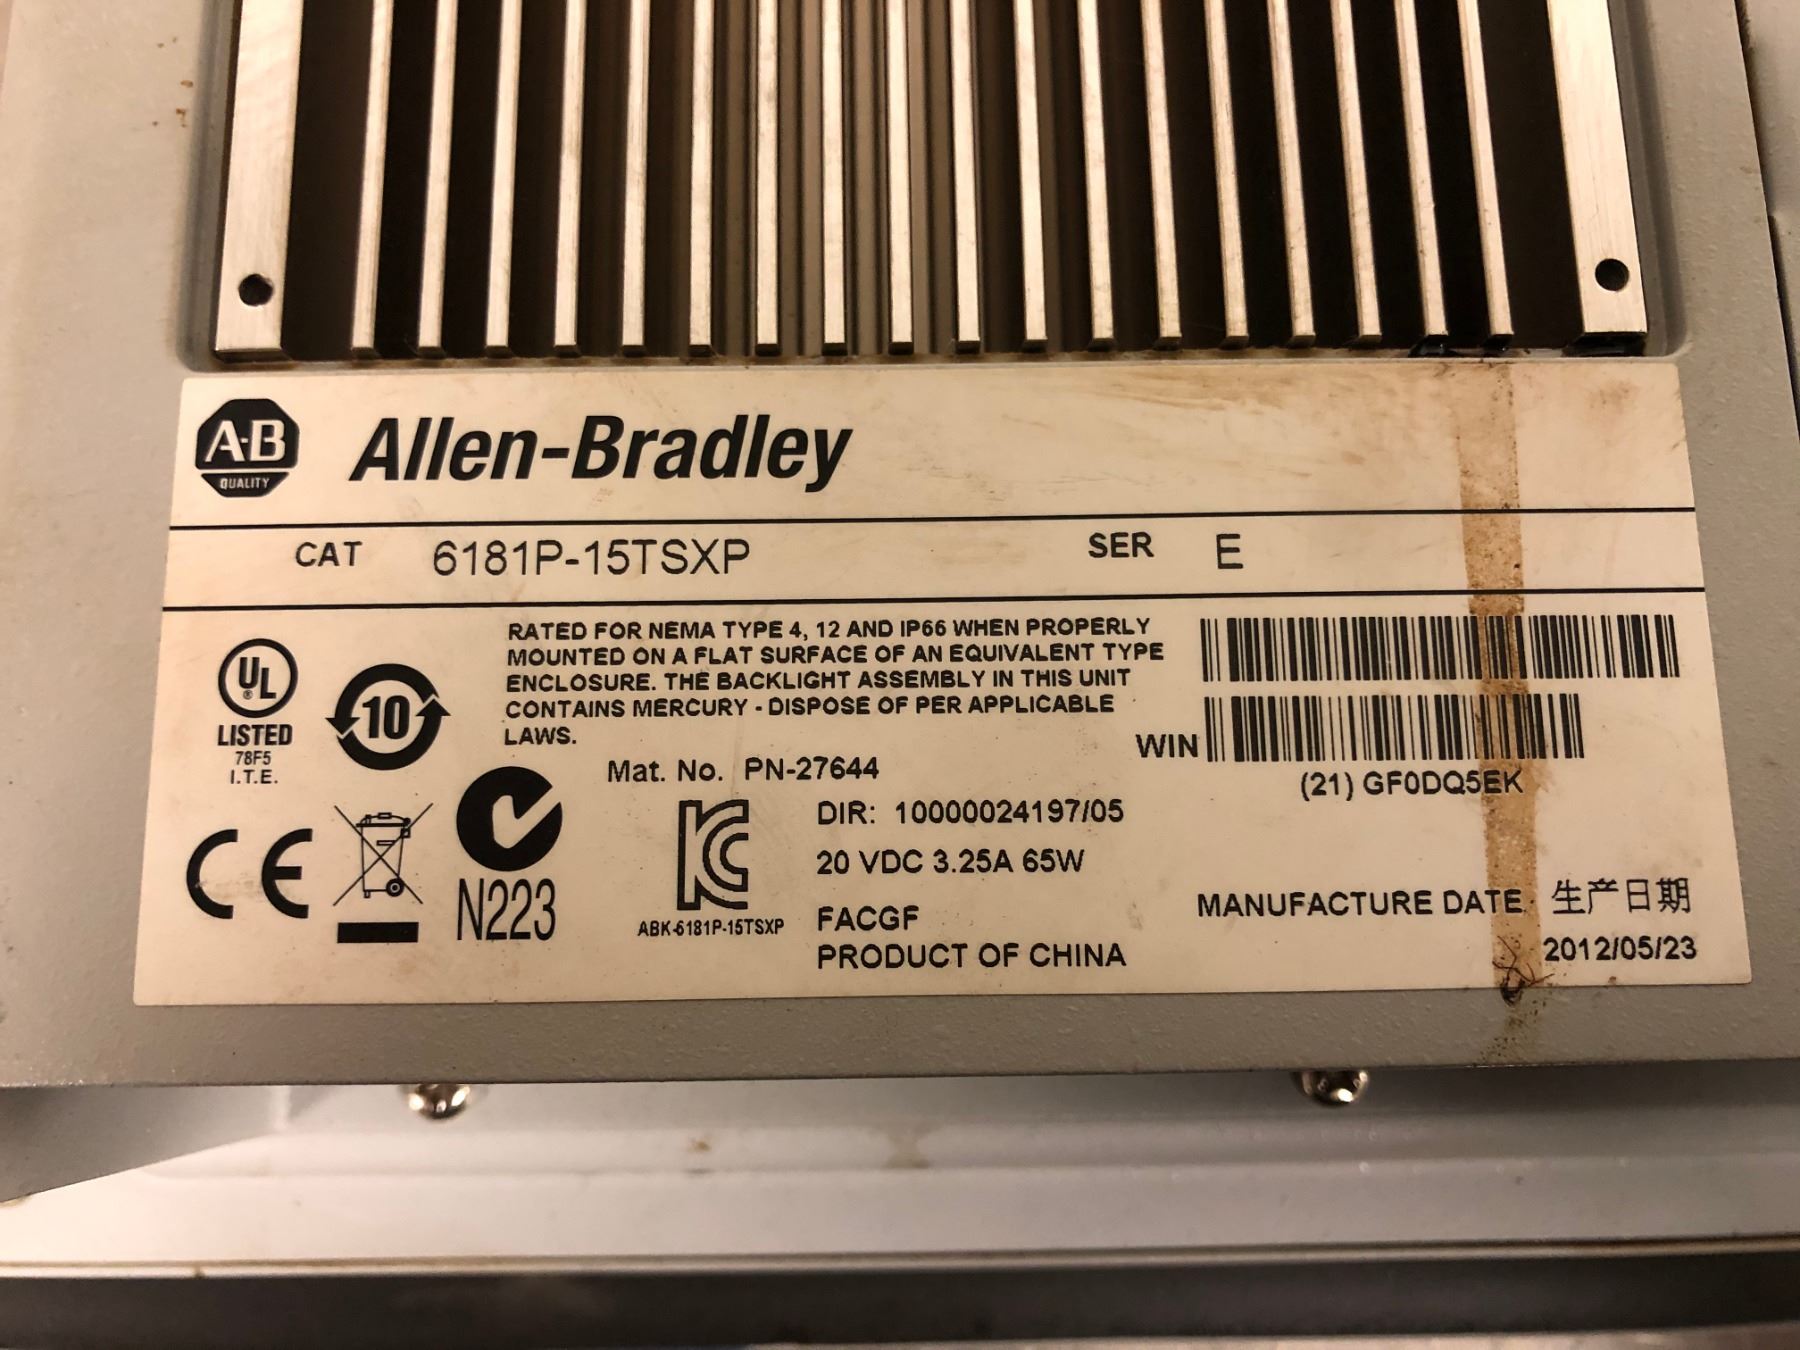 A-B
QUALITY
Allen-Bradley
CAT 6181P-15TSXP SER E
RATED FOR NEMA TYPE 4, 12 AND IP66 WHEN PROPERLY
MOUNTED ON A FLAT SURFACE OF AN EQUIVALENT TYPE
ENCLOSURE. THE BACKLIGHT ASSEMBLY IN THIS UNIT
CONTAINS MERCURY - DISPOSE OF PER APPLICABLE
LAWS.
UL
®
LISTED
78F5
I.T.E.
10
Mat. No. PN-27644
WIN
(21) GF0DQ5EK
CE
N223
KC
ABK-6181P-15TSXP
DIR: 10000024197/05
20 VDC 3.25A 65W
FACGF
PRODUCT OF CHINA
MANUFACTURE DATE 生产日期
2012/05/23